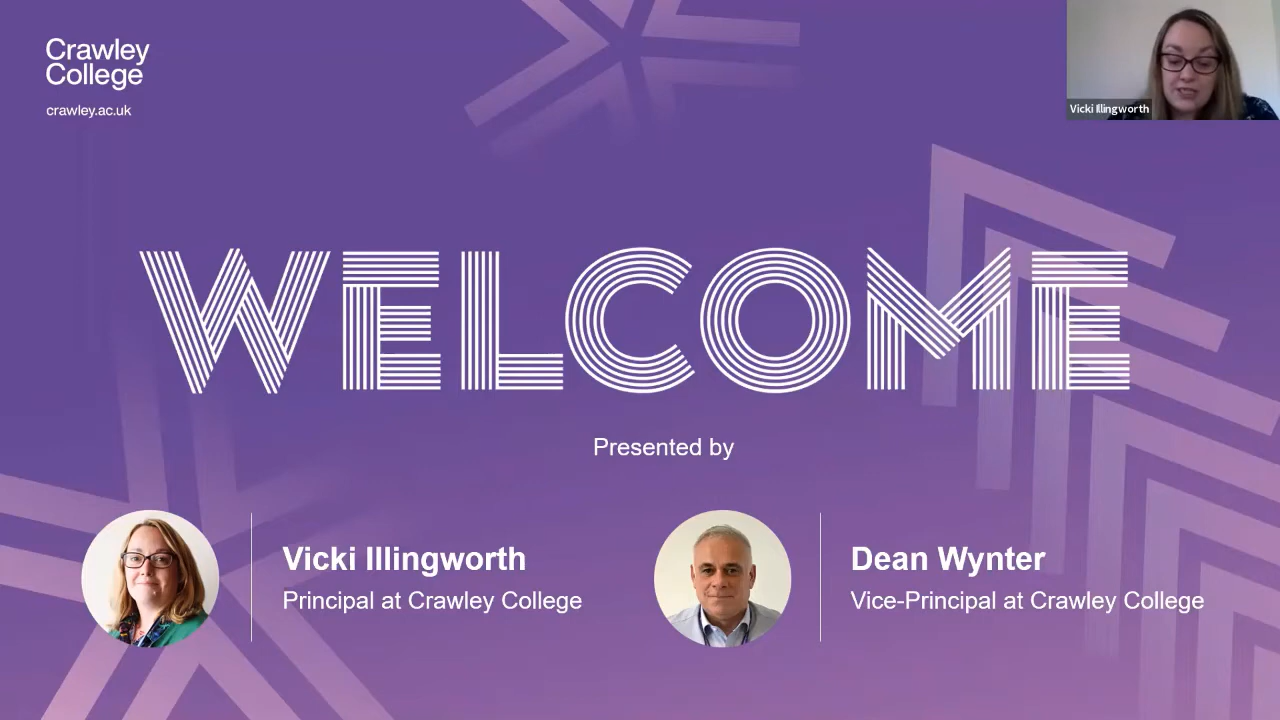 Crawley
College
crawley.ac.uk
Vicki Illingworth
WELCOME
Presented by
Vicki Illingworth
Principal at Crawley College
Dean Wynter
Vice-Principal at Crawley College